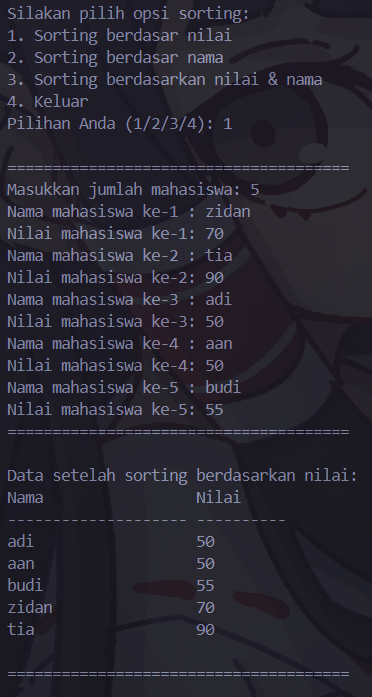 Silakan pilih opsi sorting:
1. Sorting berdasar nilai
2. Sorting berdasar nama
3. Sorting berdasarkan nilai & nama
4. Keluar
Pilihan Anda (1/2/3/4): 1
======================================
Masukkan jumlah mahasiswa: 5
Nama mahasiswa ke-1 : zidan
Nilai mahasiswa ke-1: 70
Nama mahasiswa ke-2 : tia
Nilai mahasiswa ke-2: 90
Nama mahasiswa ke-3 : adi
Nilai mahasiswa ke-3: 50
Nama mahasiswa ke-4 : aan
Nilai mahasiswa ke-4: 50
Nama mahasiswa ke-5 : budi
Nilai mahasiswa ke-5: 55
======================================
Data setelah sorting berdasarkan nilai:
Nama                 Nilai
-------------------- ----------
adi                  50
aan                  50
budi                 55
zidan                70
tia                  90
======================================